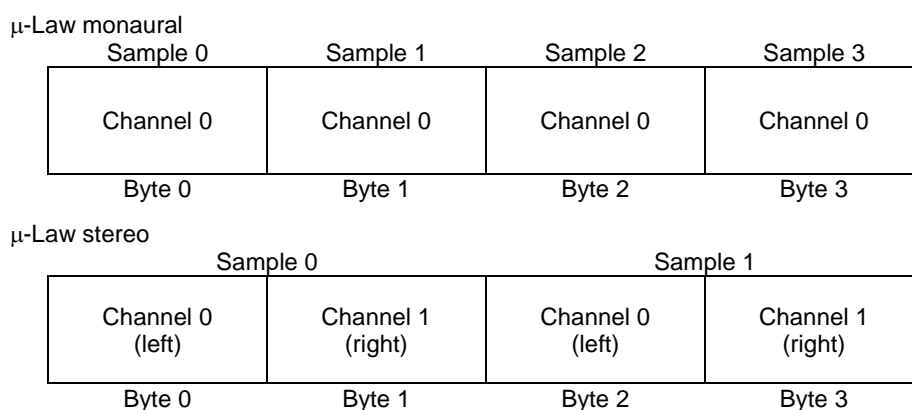 μ-Law monaural
Sample 0 Sample 1 Sample 2 Sample 3
Channel 0 Channel 0 Channel 0 Channel 0
Byte 0 Byte 1 Byte 2 Byte 3
μ-Law stereo
Sample 0 Sample 1
Channel 0 Channel 1 Channel 0 Channel 1
(left) (right) (left) (right)
Byte 0 Byte 1 Byte 2 Byte 3